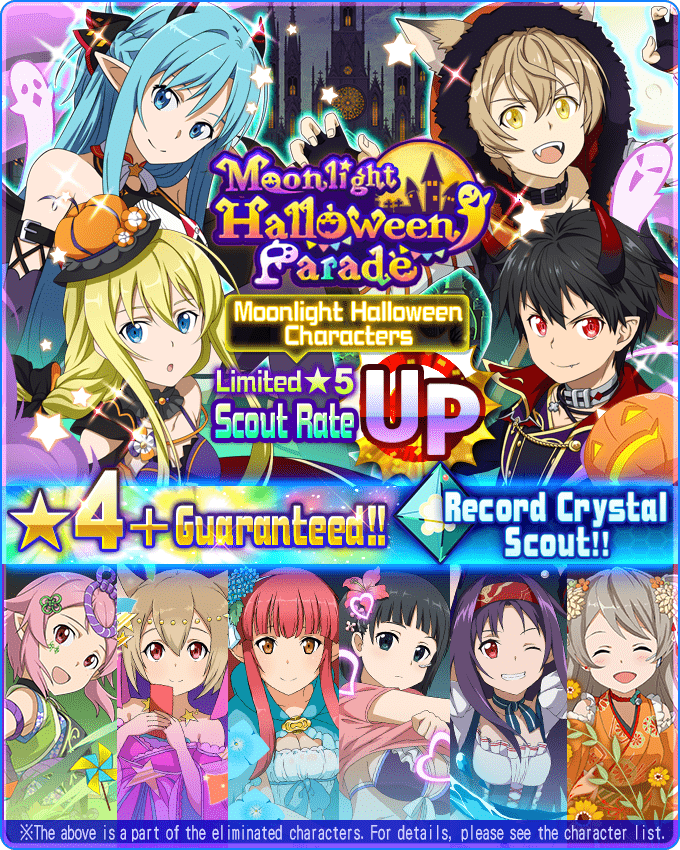 Moonlight
Halloween
Parade
Moonlight Halloween
Characters
Limited★5
Scout Rate
Up
★4+Guaranteed!!
Record Crystal
Scout!!
※The above is a part of the eliminated characters. For details, please see the character list.